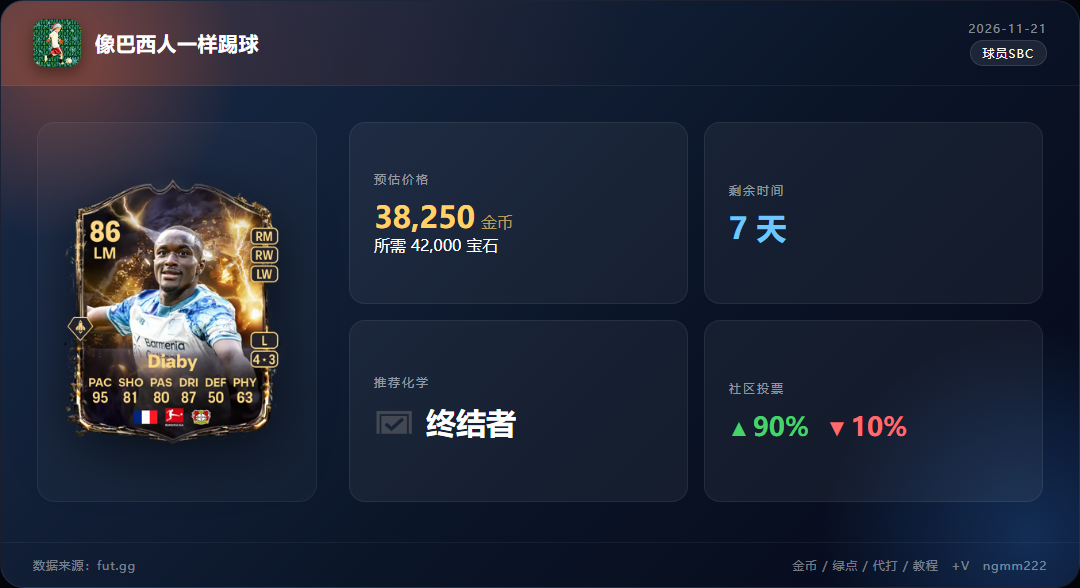 像巴西人一样踢球
2026-11-21
球员SBC
86
LM
RM
RW
LW
L
4·3
Barmenia
Diaby
PAC SHO PAS DRI DEF PHY
95 81 80 87 50 63
BUNDESLIGA
预估价格
38,250 金币
所需 42,000 宝石
剩余时间
7 天
推荐化学
终结者
社区投票
▲90% ▼10%
数据来源：fut.gg
金币 / 绿点 / 代打 / 教程 +V ngmm222